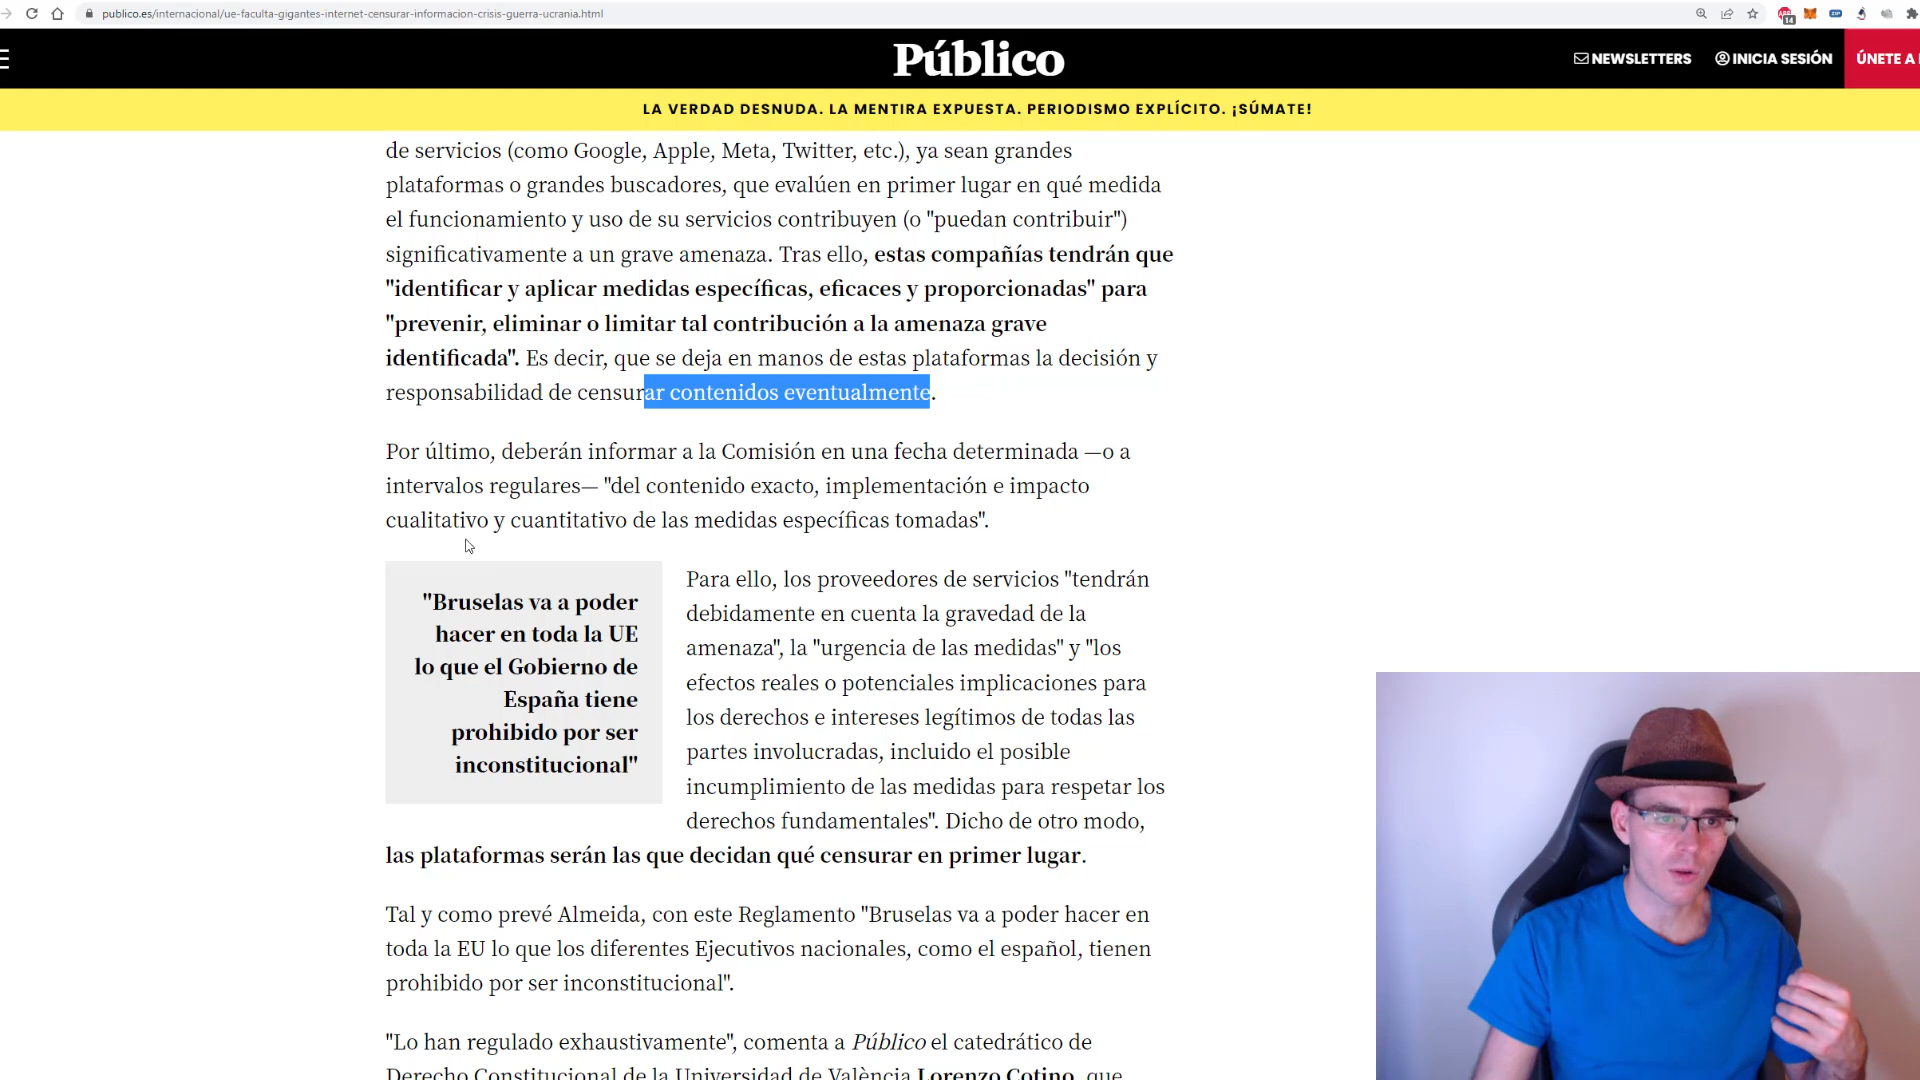 publico.es/internacional/ue-faculta-gigantes-internet-censurar-informacion-crisis-guerra-ucrania.html
14
ZIP
Público
NEWSLETTERS
INICIA SESIÓN
ÚNETE A
LA VERDAD DESNUDA. LA MENTIRA EXPUESTA. PERIODISMO EXPLÍCITO. ¡SÚMATE!
de servicios (como Google, Apple, Meta, Twitter, etc.), ya sean grandes
plataformas o grandes buscadores, que evalúen en primer lugar en qué medida
el funcionamiento y uso de su servicios contribuyen (o "puedan contribuir")
significativamente a un grave amenaza. Tras ello, estas compañías tendrán que
"identificar y aplicar medidas específicas, eficaces y proporcionadas" para
"prevenir, eliminar o limitar tal contribución a la amenaza grave
identificada". Es decir, que se deja en manos de estas plataformas la decisión y
responsabilidad de censurar contenidos eventualmente.
Por último, deberán informar a la Comisión en una fecha determinada —o a
intervalos regulares— "del contenido exacto, implementación e impacto
cualitativo y cuantitativo de las medidas específicas tomadas".
"Bruselas va a poder
hacer en toda la UE
lo que el Gobierno de
España tiene
prohibido por ser
inconstitucional"
Para ello, los proveedores de servicios "tendrán
debidamente en cuenta la gravedad de la
amenaza", la "urgencia de las medidas" y "los
efectos reales o potenciales implicaciones para
los derechos e intereses legítimos de todas las
partes involucradas, incluido el posible
incumplimiento de las medidas para respetar los
derechos fundamentales". Dicho de otro modo,
las plataformas serán las que decidan qué censurar en primer lugar.
Tal y como prevé Almeida, con este Reglamento "Bruselas va a poder hacer en
toda la EU lo que los diferentes Ejecutivos nacionales, como el español, tienen
prohibido por ser inconstitucional".
"Lo han regulado exhaustivamente", comenta a Público el catedrático de
Derecho Constitucional de la Universidad de València Lorenzo Cotino, que